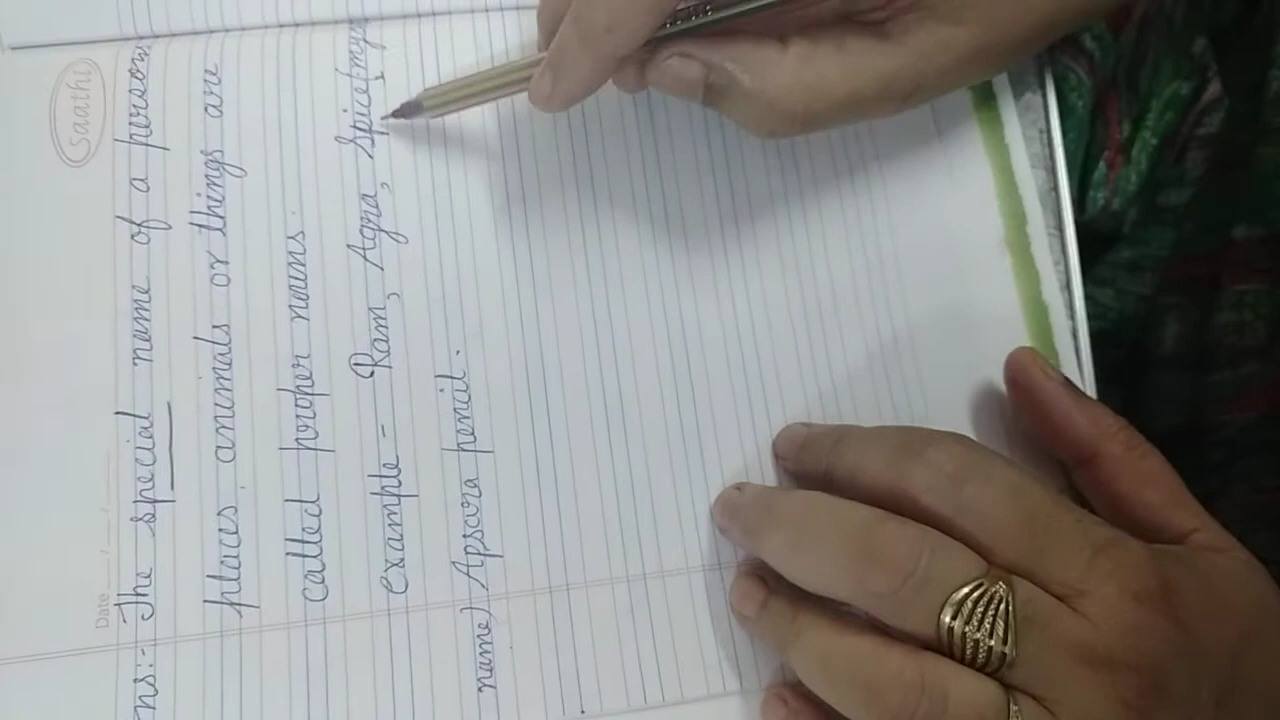 saathi
Date
ns:- The special name of a person
places, animals or things are
called proper nouns.
example - Ram, Agra, Spice(my
name) Apsara pencil.